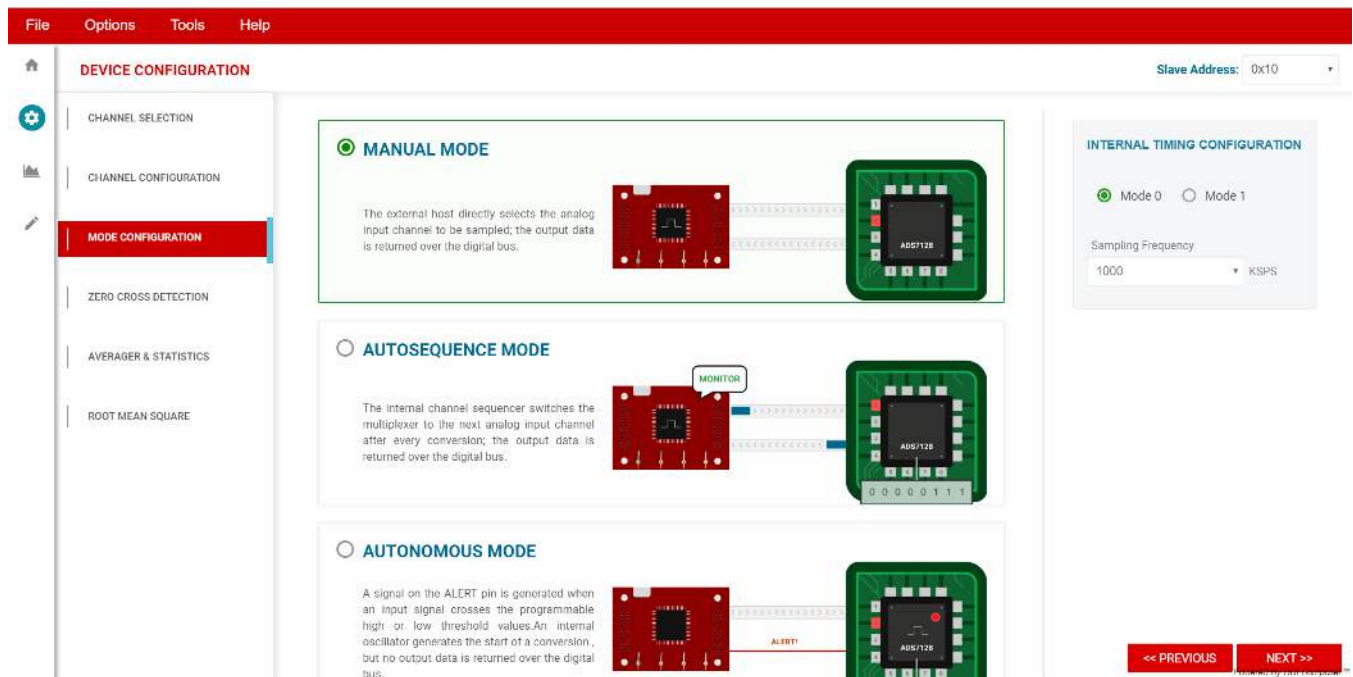 File Options Tools Help
DEVICE CONFIGURATION
Slave Address: 0x10
CHANNEL SELECTION
CHANNEL CONFIGURATION
MODE CONFIGURATION
ZERO CROSS DETECTION
AVERAGER & STATISTICS
ROOT MEAN SQUARE
MANUAL MODE
The external host directly selects the analog
input channel to be sampled; the output data
is returned over the digital bus.
ADS7128
AUTOSEQUENCE MODE
MONITOR
The internal channel sequencer switches the
multiplexer to the next analog input channel
after every conversion; the output data is
returned over the digital bus.
ADS7128
0 0 0 0 0 1 1 1
AUTONOMOUS MODE
A signal on the ALERT pin is generated when
an input signal crosses the programmable
high or low threshold values.An internal
oscillator generates the start of a conversion ,
but no output data is returned over the digital
bus.
ALERT!
ADS7128
INTERNAL TIMING CONFIGURATION
Mode 0 Mode 1
Sampling Frequency
1000 KSPS
<< PREVIOUS NEXT >>
Powered By